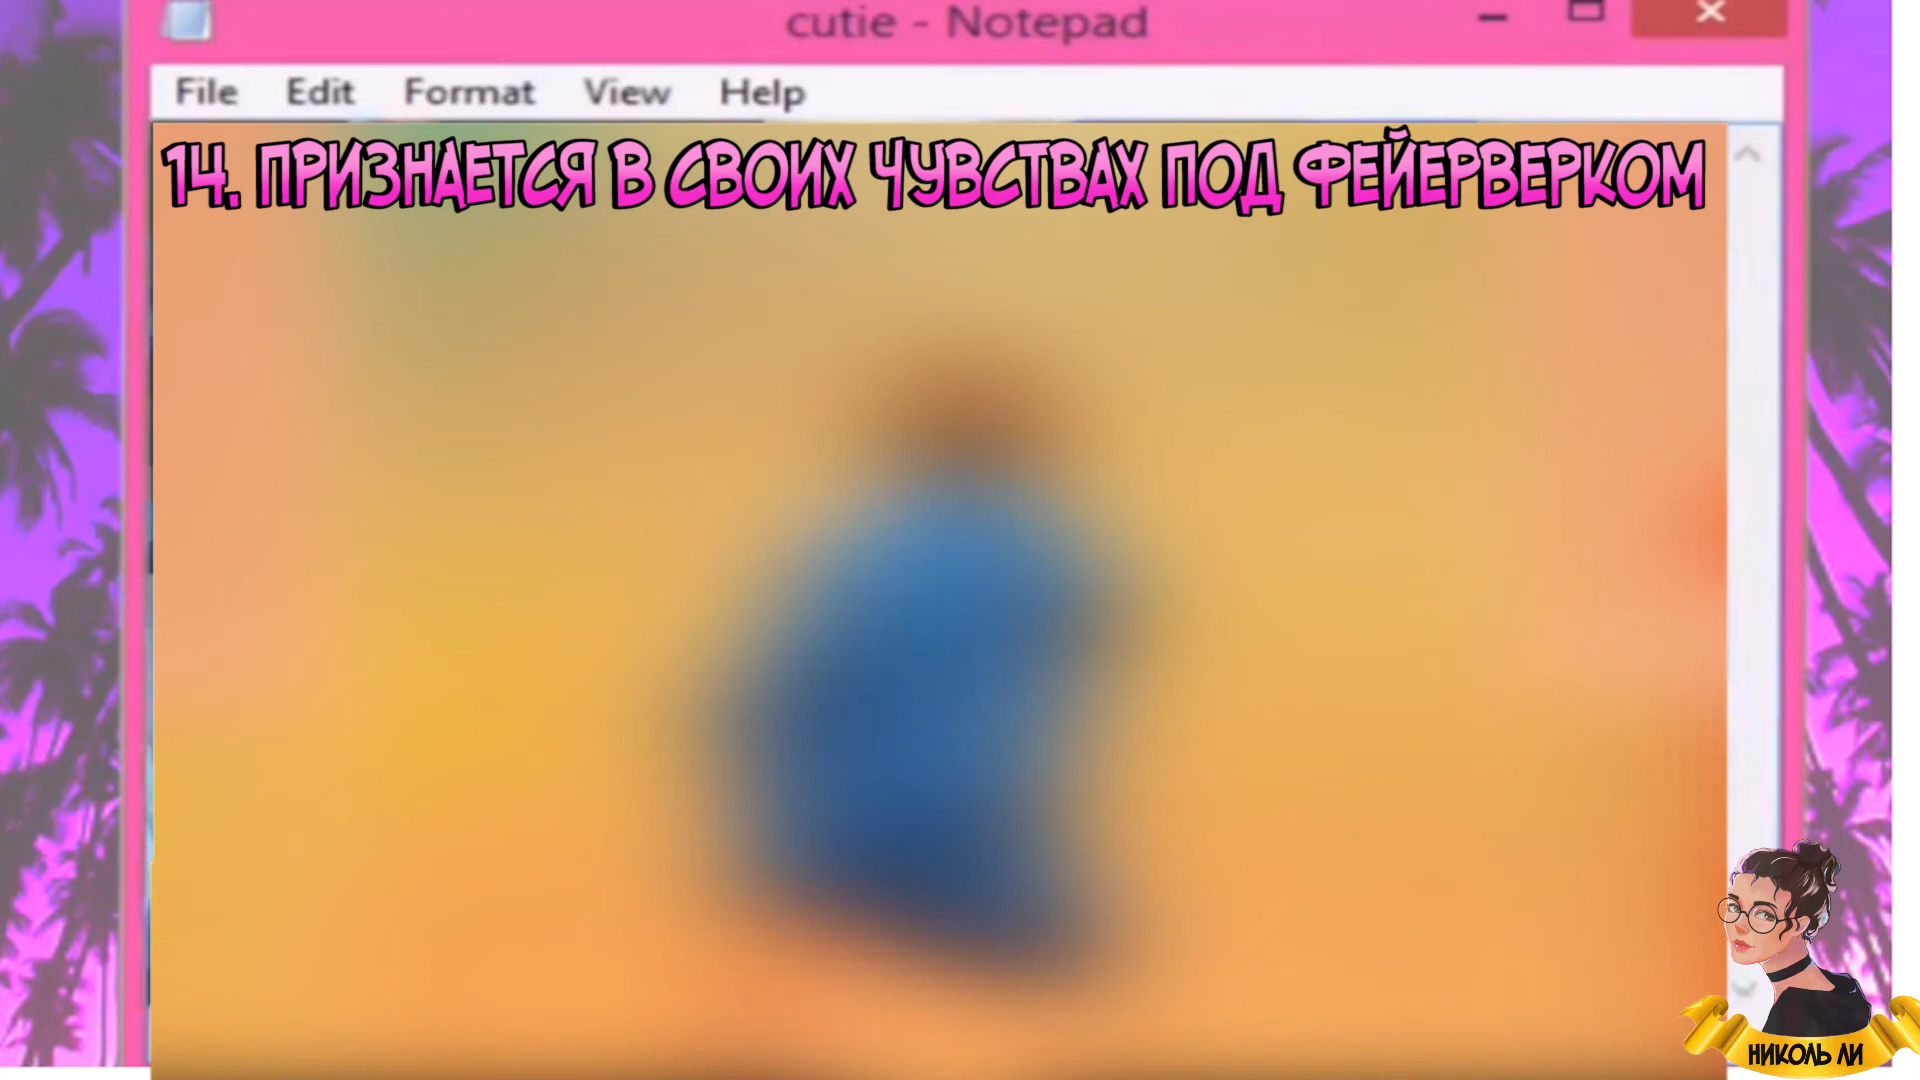 cutie - Notepad
File Edit Format View Help
14. ПРИЗНАЕТСЯ В СВОИХ ЧУВСТВАХ ПОД ФЕЙЕРВЕРКОМ
НИКОЛЬ ЛИ